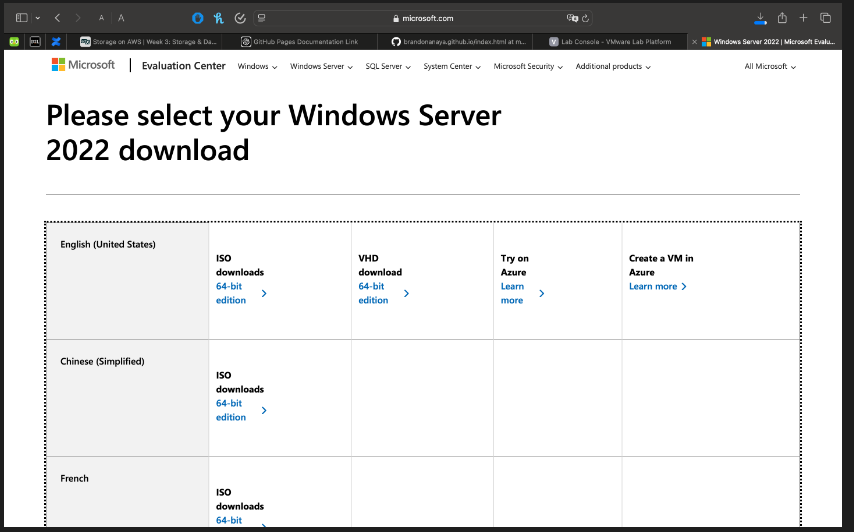 A A
microsoft.com
Storage on AWS | Week 3: Storage & Da...
GitHub Pages Documentation Link
brandonanaya.github.io/index.html at m...
Lab Console - VMware Lab Platform
Windows Server 2022 | Microsoft Evalu...
Microsoft
Evaluation Center
Windows
Windows Server
SQL Server
System Center
Microsoft Security
Additional products
All Microsoft
Please select your Windows Server
2022 download
English (United States)
ISO
downloads
64-bit
edition
VHD
download
64-bit
edition
Try on
Azure
Learn
more
Create a VM in
Azure
Learn more
Chinese (Simplified)
ISO
downloads
64-bit
edition
French
ISO
downloads
64-bit